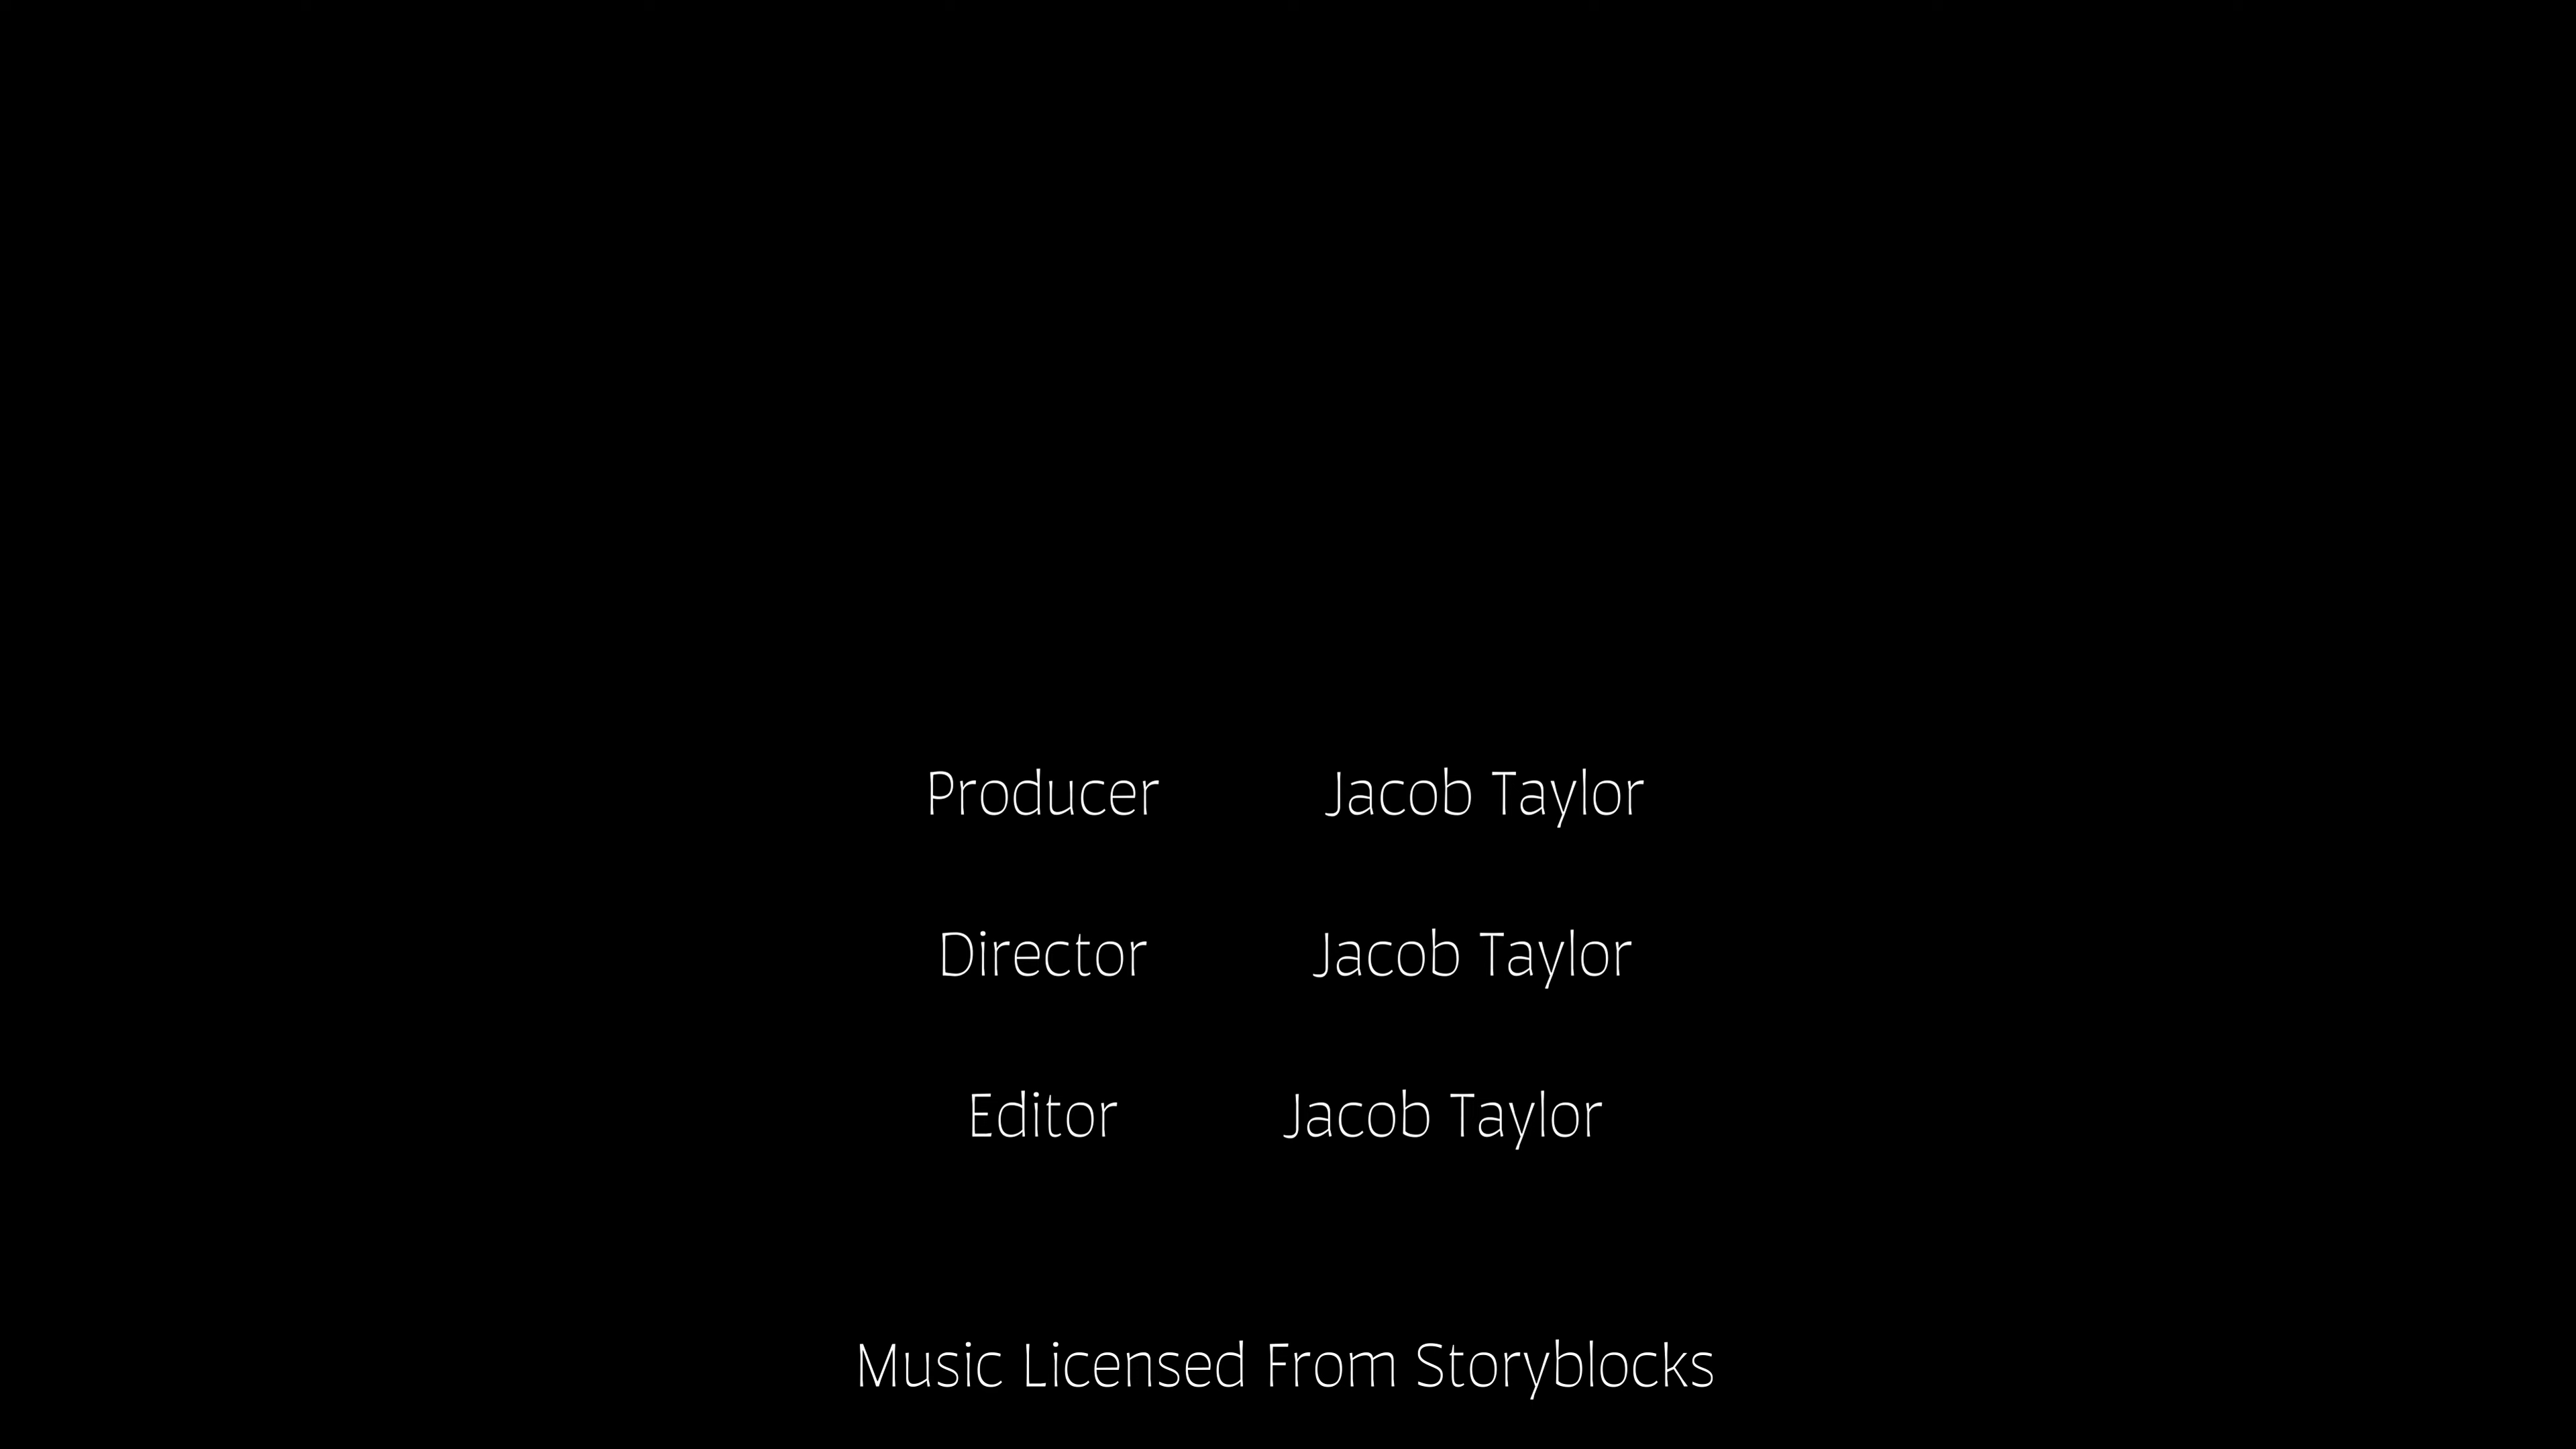 Producer Jacob Taylor
Director Jacob Taylor
Editor Jacob Taylor
Music Licensed From Storyblocks